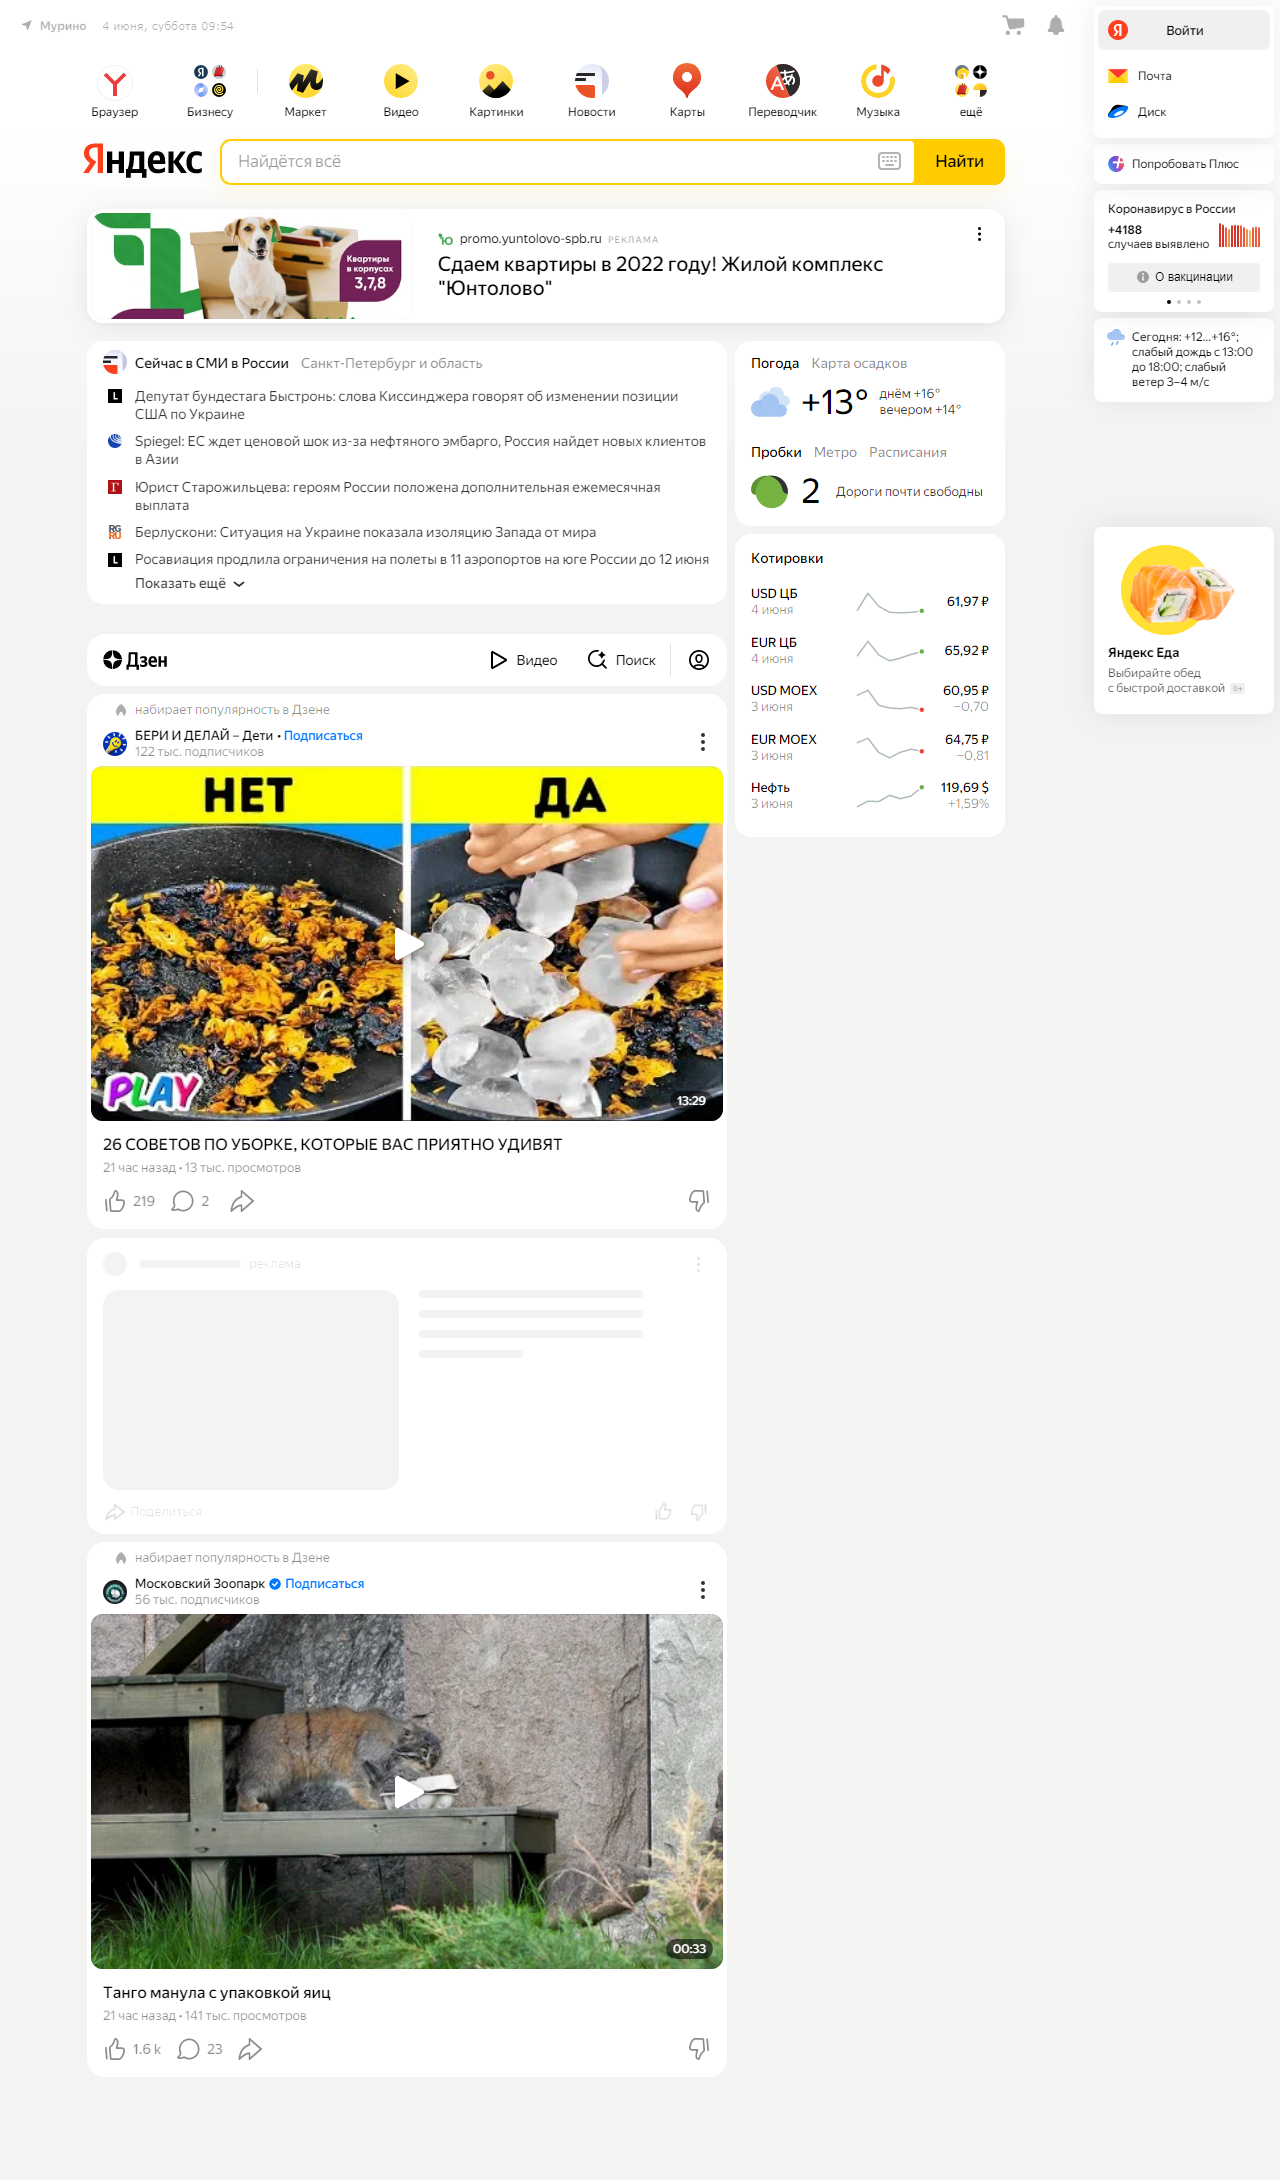 Мурино 4 июня, суббота 09:54
Войти
Почта
Диск
Браузер
Бизнесу
Маркет
Видео
Картинки
Новости
Карты
Переводчик
Музыка
ещё
Яндекс
Найдётся всё
Найти
Попробовать Плюс
Коронавирус в России
+4188
случаев выявлено
О вакцинации
Сегодня: +12...+16°;
слабый дождь с 13:00
до 18:00; слабый
ветер 3–4 м/с
Квартиры
в корпусах
3,7,8
promo.yuntolovo-spb.ru РЕКЛАМА
Сдаем квартиры в 2022 году! Жилой комплекс
"Юнтолово"
Сейчас в СМИ в России Санкт-Петербург и область
Депутат бундестага Быстронь: слова Киссинджера говорят об изменении позиции
США по Украине
Spiegel: ЕС ждет ценовой шок из-за нефтяного эмбарго, Россия найдет новых клиентов
в Азии
Юрист Старожильцева: героям России положена дополнительная ежемесячная
выплата
Берлускони: Ситуация на Украине показала изоляцию Запада от мира
Росавиация продлила ограничения на полеты в 11 аэропортов на юге России до 12 июня
Показать ещё
Погода Карта осадков
+13°
днём +16°
вечером +14°
Пробки Метро Расписания
2 Дороги почти свободны
Котировки
USD ЦБ 61,97 ₽
4 июня
EUR ЦБ 65,92 ₽
4 июня
USD MOEX 60,95 ₽
3 июня −0,70
EUR MOEX 64,75 ₽
3 июня −0,81
Нефть 119,69 $
3 июня +1,59%
Яндекс Еда
Выбирайте обед
с быстрой доставкой 0+
Дзен
Видео
Поиск
набирает популярность в Дзене
БЕРИ И ДЕЛАЙ – Дети • Подписаться
122 тыс. подписчиков
НЕТ ДА
PLAY
13:29
26 СОВЕТОВ ПО УБОРКЕ, КОТОРЫЕ ВАС ПРИЯТНО УДИВЯТ
21 час назад • 13 тыс. просмотров
219 2
реклама
Поделиться
набирает популярность в Дзене
Московский Зоопарк Подписаться
56 тыс. подписчиков
00:33
Танго манула с упаковкой яиц
21 час назад • 141 тыс. просмотров
1.6 k 23